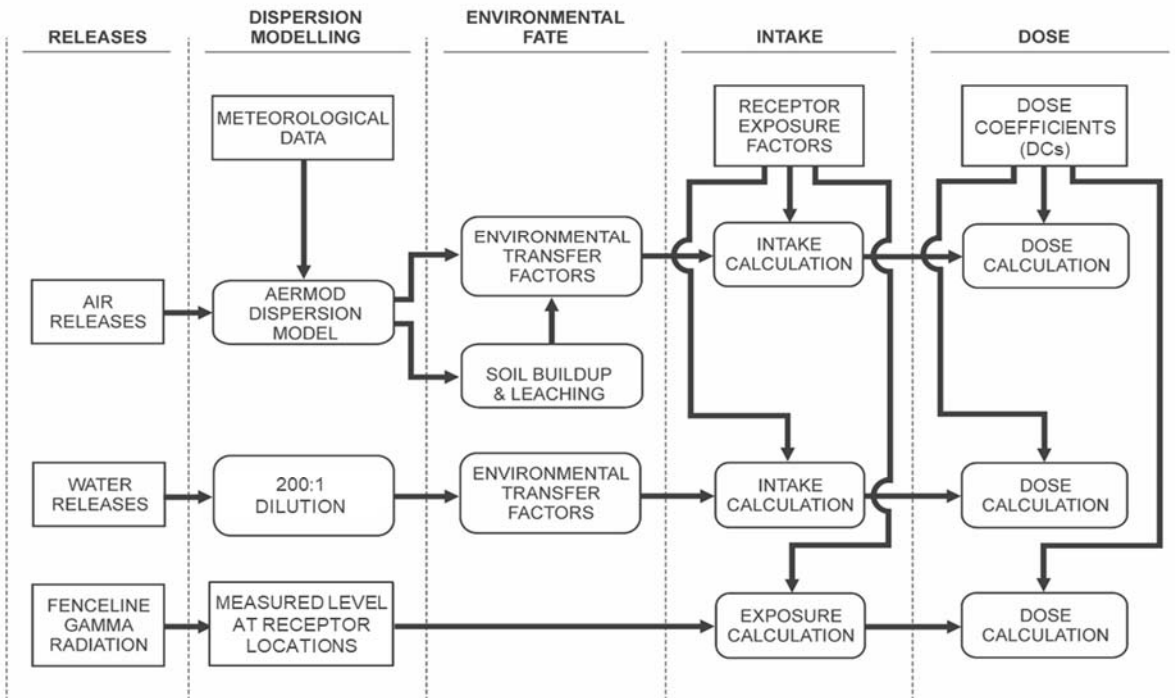 RELEASES
DISPERSION
MODELLING
ENVIRONMENTAL
FATE
INTAKE
DOSE
METEOROLOGICAL
DATA
RECEPTOR
EXPOSURE
FACTORS
DOSE
COEFFICIENTS
(DCs)
AIR
RELEASES
AERMOD
DISPERSION
MODEL
ENVIRONMENTAL
TRANSFER
FACTORS
INTAKE
CALCULATION
DOSE
CALCULATION
SOIL BUILDUP
& LEACHING
WATER
RELEASES
200:1
DILUTION
ENVIRONMENTAL
TRANSFER
FACTORS
INTAKE
CALCULATION
DOSE
CALCULATION
FENCELINE
GAMMA
RADIATION
MEASURED LEVEL
AT RECEPTOR
LOCATIONS
EXPOSURE
CALCULATION
DOSE
CALCULATION